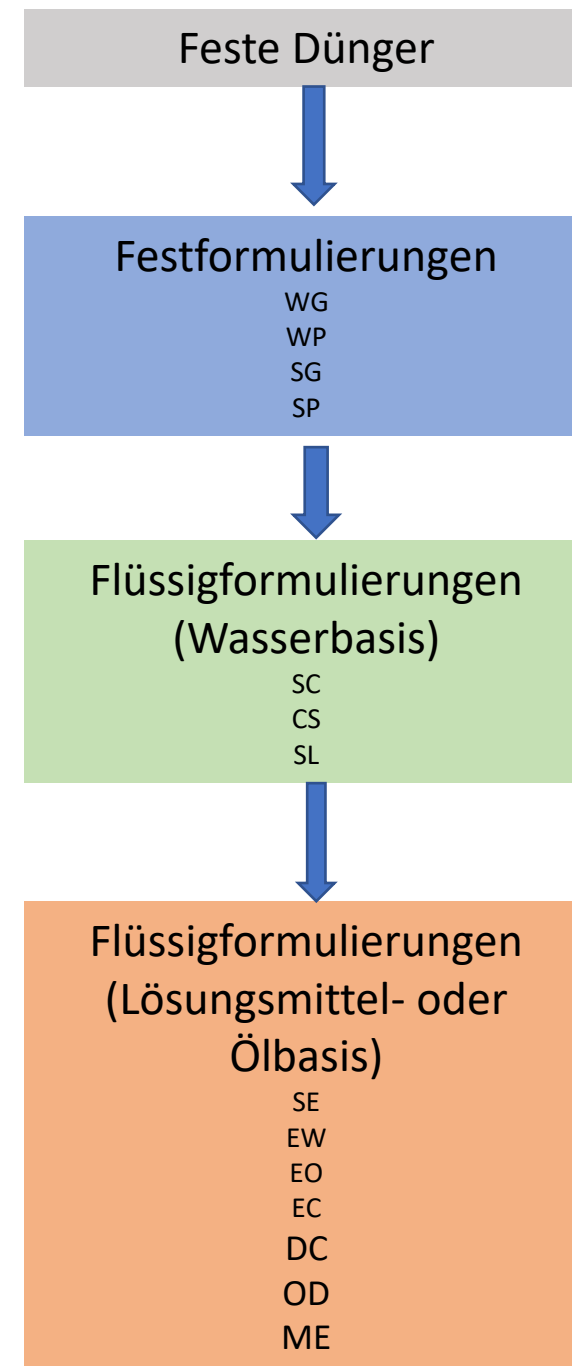 Feste Dünger
Festformulierungen
WG
WP
SG
SP
Flüssigformulierungen
(Wasserbasis)
SC
CS
SL
Flüssigformulierungen
(Lösungsmittel- oder
Ölbasis)
SE
EW
EO
EC
DC
OD
ME